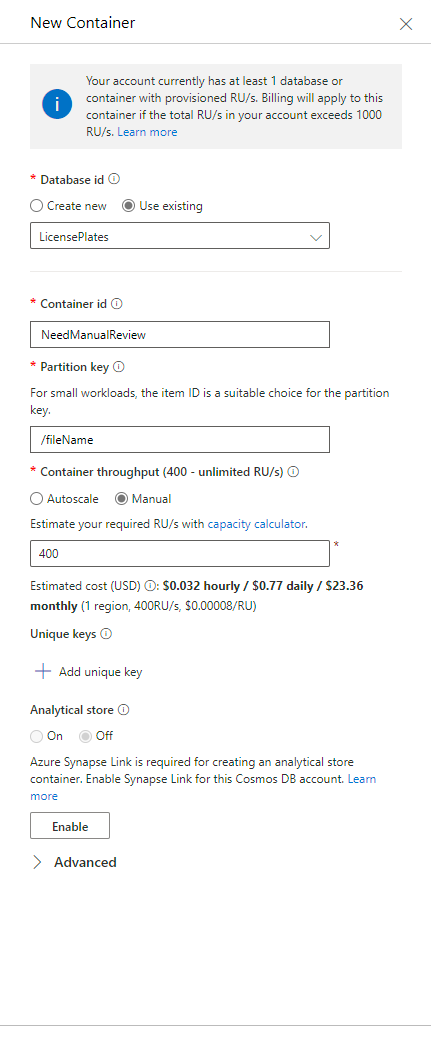 New Container
Your account currently has at least 1 database or
container with provisioned RU/s. Billing will apply to this
container if the total RU/s in your account exceeds 1000
RU/s. Learn more
* Database id
Create new Use existing
LicensePlates
* Container id
NeedManualReview
* Partition key
For small workloads, the item ID is a suitable choice for the partition
key.
/fileName
* Container throughput (400 - unlimited RU/s)
Autoscale Manual
Estimate your required RU/s with capacity calculator.
400 *
Estimated cost (USD) : $0.032 hourly / $0.77 daily / $23.36
monthly (1 region, 400RU/s, $0.00008/RU)
Unique keys
Add unique key
Analytical store
On Off
Azure Synapse Link is required for creating an analytical store
container. Enable Synapse Link for this Cosmos DB account. Learn
more
Enable
Advanced